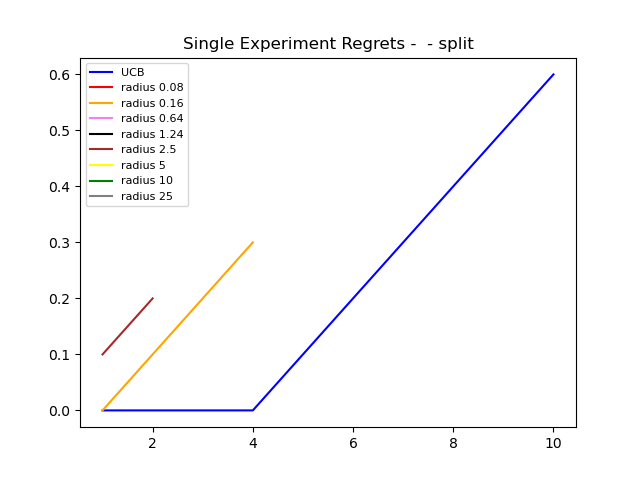 Single Experiment Regrets -  - split
0.6
0.5
0.4
0.3
0.2
0.1
0.0
UCB
radius 0.08
radius 0.16
radius 0.64
radius 1.24
radius 2.5
radius 5
radius 10
radius 25
2 4 6 8 10